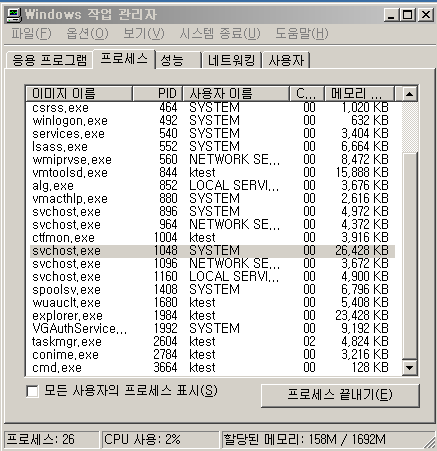 Windows 작업 관리자
파일(F) 옵션(O) 보기(V) 시스템 종료(U) 도움말(H)
응용 프로그램 프로세스 성능 네트워킹 사용자
이미지 이름 PID 사용자 이름 C... 메모리 ...
csrss.exe 464 SYSTEM 00 1,020 KB
winlogon.exe 492 SYSTEM 00 632 KB
services.exe 540 SYSTEM 00 3,404 KB
lsass.exe 552 SYSTEM 00 6,664 KB
wmiprvse.exe 560 NETWORK SE... 00 8,472 KB
vmtoolsd.exe 844 ktest 00 15,888 KB
alg.exe 852 LOCAL SERVI... 00 3,676 KB
vmacthlp.exe 880 SYSTEM 00 2,616 KB
svchost.exe 896 SYSTEM 00 4,972 KB
svchost.exe 964 NETWORK SE... 00 4,372 KB
ctfmon.exe 1004 ktest 00 3,916 KB
svchost.exe 1048 SYSTEM 00 26,428 KB
svchost.exe 1096 NETWORK SE... 00 3,672 KB
svchost.exe 1160 LOCAL SERVI... 00 4,900 KB
spoolsv.exe 1408 SYSTEM 00 6,796 KB
wuauclt.exe 1680 ktest 00 5,408 KB
explorer.exe 1984 ktest 00 23,428 KB
VGAuthService... 1992 SYSTEM 00 9,192 KB
taskmgr.exe 2604 ktest 02 4,824 KB
conime.exe 2784 ktest 00 3,216 KB
cmd.exe 3664 ktest 00 128 KB
모든 사용자의 프로세스 표시(S) 프로세스 끝내기(E)
프로세스: 26 CPU 사용: 2% 할당된 메모리: 158M / 1692M